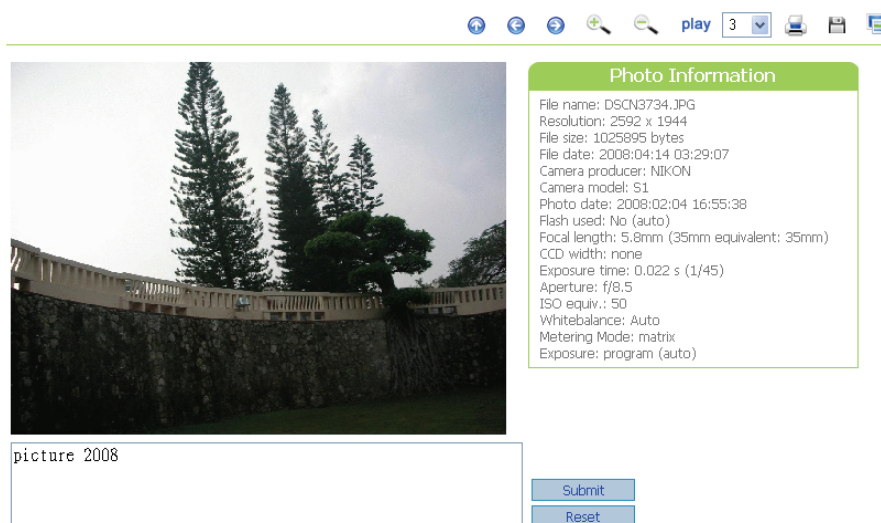 play 3
Photo Information
File name: DSCN3734.JPG
Resolution: 2592 x 1944
File size: 1025895 bytes
File date: 2008:04:14 03:29:07
Camera producer: NIKON
Camera model: S1
Photo date: 2008:02:04 16:55:38
Flash used: No (auto)
Focal length: 5.8mm (35mm equivalent: 35mm)
CCD width: none
Exposure time: 0.022 s (1/45)
Aperture: f/8.5
ISO equiv.: 50
Whitebalance: Auto
Metering Mode: matrix
Exposure: program (auto)
picture 2008
Submit
Reset